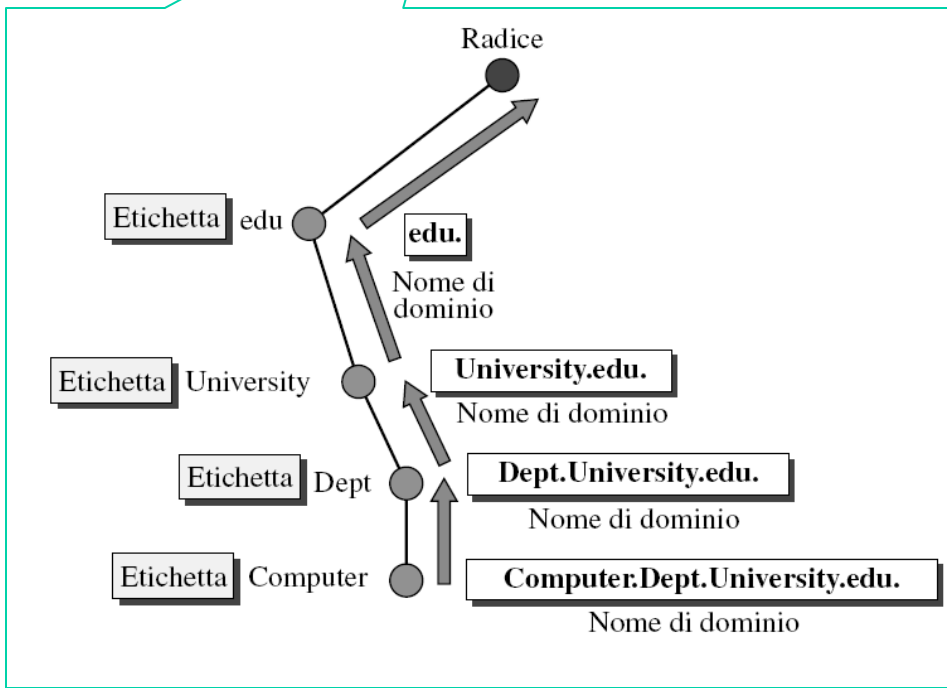 Radice
Etichetta edu
edu.
Nome di
dominio
Etichetta University
University.edu.
Nome di dominio
Etichetta Dept
Dept.University.edu.
Nome di dominio
Etichetta Computer
Computer.Dept.University.edu.
Nome di dominio